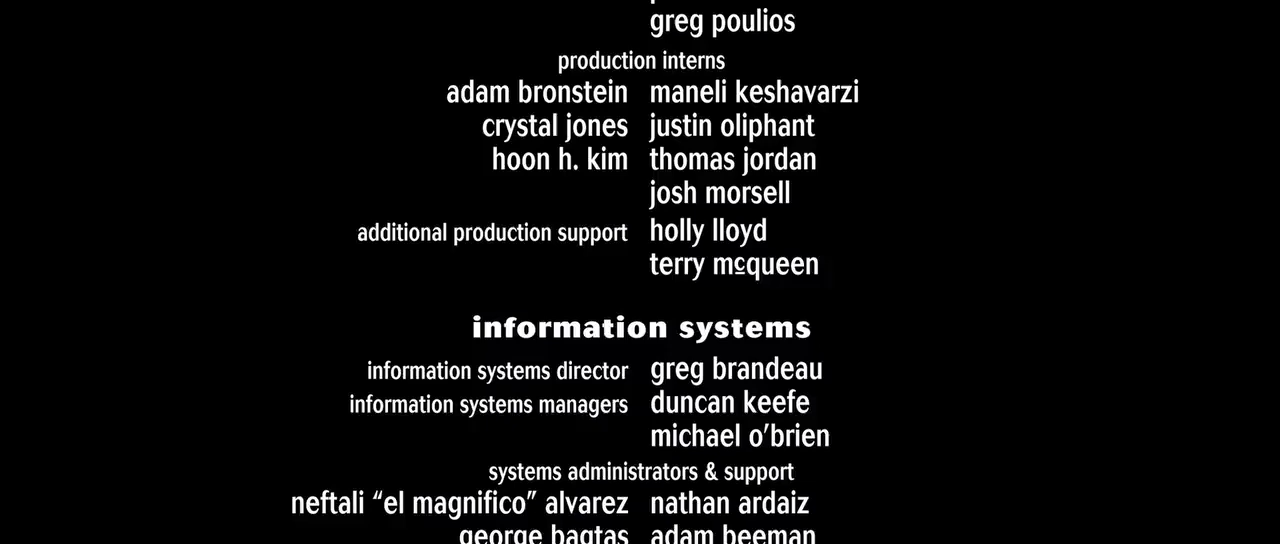 greg poulios
production interns
adam bronstein maneli keshavarzi
crystal jones justin oliphant
hoon h. kim thomas jordan
josh morsell
additional production support holly lloyd
terry mcqueen
information systems
information systems director greg brandeau
information systems managers duncan keefe
michael o’brien
systems administrators & support
neftali “el magnifico” alvarez nathan ardaiz
george bagtas adam beeman